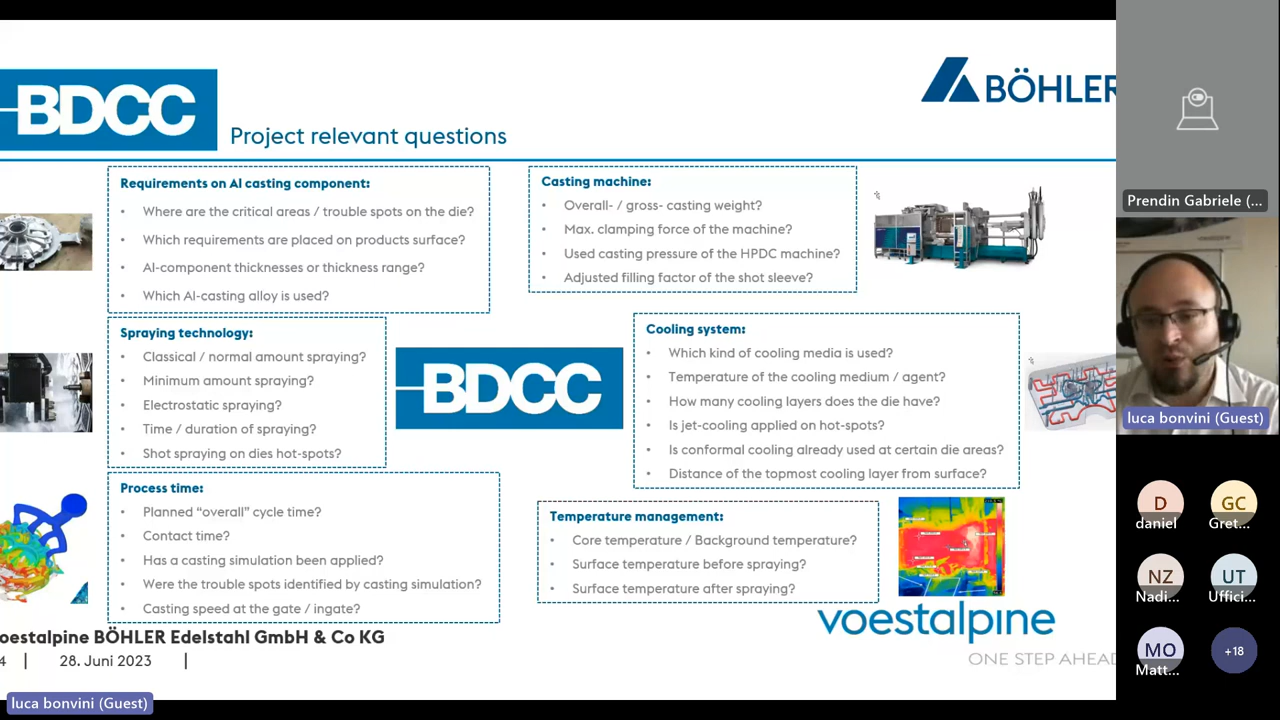 BDCC
BÖHLER
Project relevant questions
Requirements on Al casting component:
• Where are the critical areas / trouble spots on the die?
• Which requirements are placed on products surface?
• Al-component thicknesses or thickness range?
• Which Al-casting alloy is used?
Casting machine:
• Overall- / gross- casting weight?
• Max. clamping force of the machine?
• Used casting pressure of the HPDC machine?
• Adjusted filling factor of the shot sleeve?
Spraying technology:
• Classical / normal amount spraying?
• Minimum amount spraying?
• Electrostatic spraying?
• Time / duration of spraying?
• Shot spraying on dies hot-spots?
BDCC
Cooling system:
• Which kind of cooling media is used?
• Temperature of the cooling medium / agent?
• How many cooling layers does the die have?
• Is jet-cooling applied on hot-spots?
• Is conformal cooling already used at certain die areas?
• Distance of the topmost cooling layer from surface?
Process time:
• Planned “overall” cycle time?
• Contact time?
• Has a casting simulation been applied?
• Were the trouble spots identified by casting simulation?
• Casting speed at the gate / ingate?
Temperature management:
• Core temperature / Background temperature?
• Surface temperature before spraying?
• Surface temperature after spraying?
voestalpine
ONE STEP AHEA
oestalpine BÖHLER Edelstahl GmbH & Co KG
4 | 28. Juni 2023 |
luca bonvini (Guest)
Prendin Gabriele (...
luca bonvini (Guest)
D
daniel
GC
Gret...
NZ
Nadi...
UT
Uffici...
MO
Matt...
+18